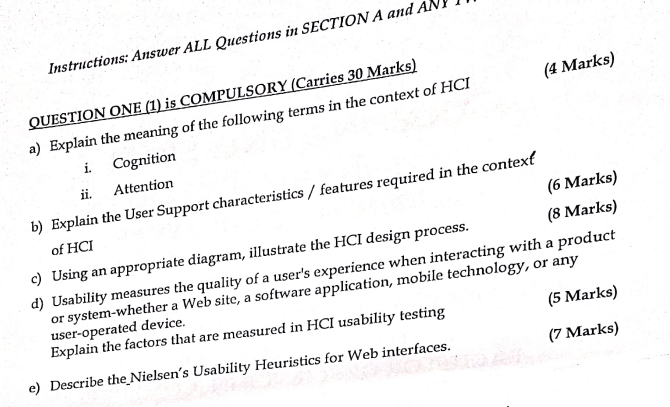 Instructions: Answer ALL Questions in SECTION A and ANY
QUESTION ONE (1) is COMPULSORY (Carries 30 Marks)
a) Explain the meaning of the following terms in the context of HCI (4 Marks)
i. Cognition
ii. Attention
b) Explain the User Support characteristics / features required in the context
of HCI (6 Marks)
c) Using an appropriate diagram, illustrate the HCI design process. (8 Marks)
d) Usability measures the quality of a user's experience when interacting with a product
or system-whether a Web site, a software application, mobile technology, or any
user-operated device.
Explain the factors that are measured in HCI usability testing (5 Marks)
e) Describe the Nielsen's Usability Heuristics for Web interfaces. (7 Marks)